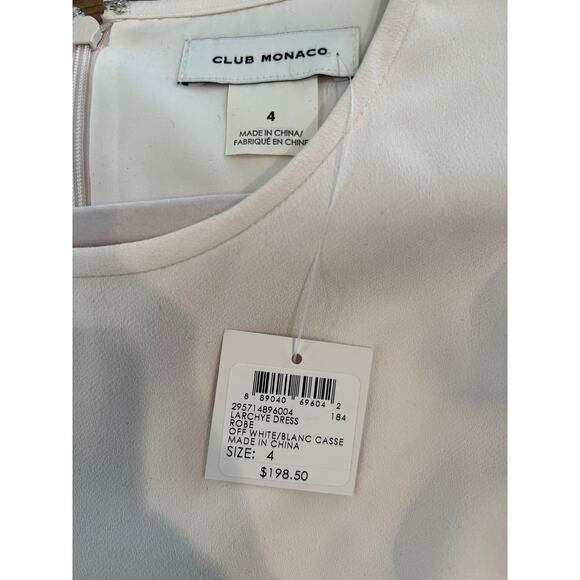 CLUB MONACO
4
MADE IN CHINA/
FABRIQUÉ EN CHINE
8 89040 69604 2
295714896004 184
LARCHYE DRESS
ROBE
OFF WHITE/BLANC CASSE
MADE IN CHINA
SIZE: 4
$198.50